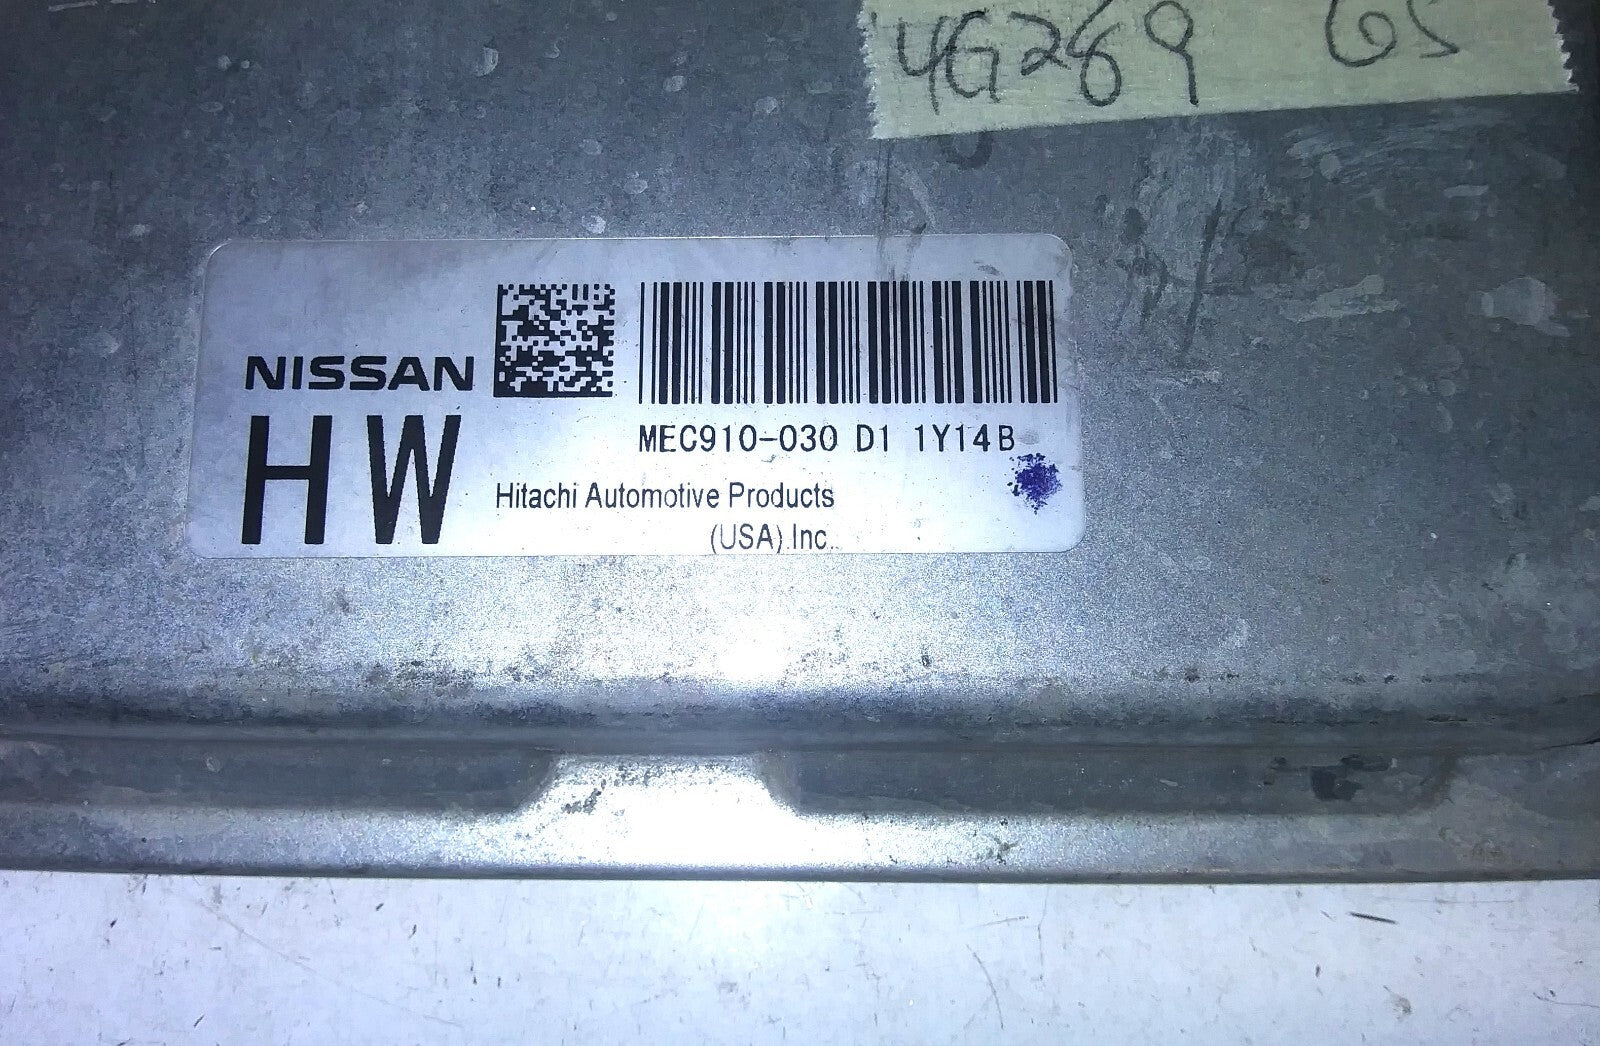 4G269 65
NISSAN
HW
MEC910-030 D1 1Y14B
Hitachi Automotive Products
(USA) Inc.